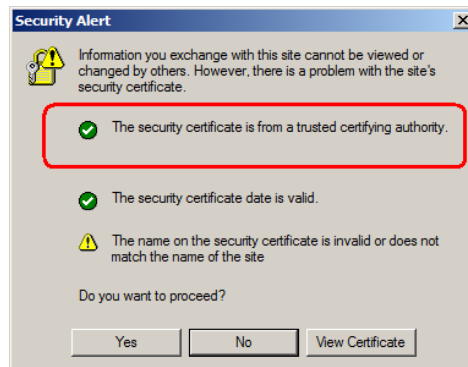 Security Alert
Information you exchange with this site cannot be viewed or
changed by others. However, there is a problem with the site's
security certificate.
The security certificate is from a trusted certifying authority.
The security certificate date is valid.
The name on the security certificate is invalid or does not
match the name of the site
Do you want to proceed?
Yes No View Certificate